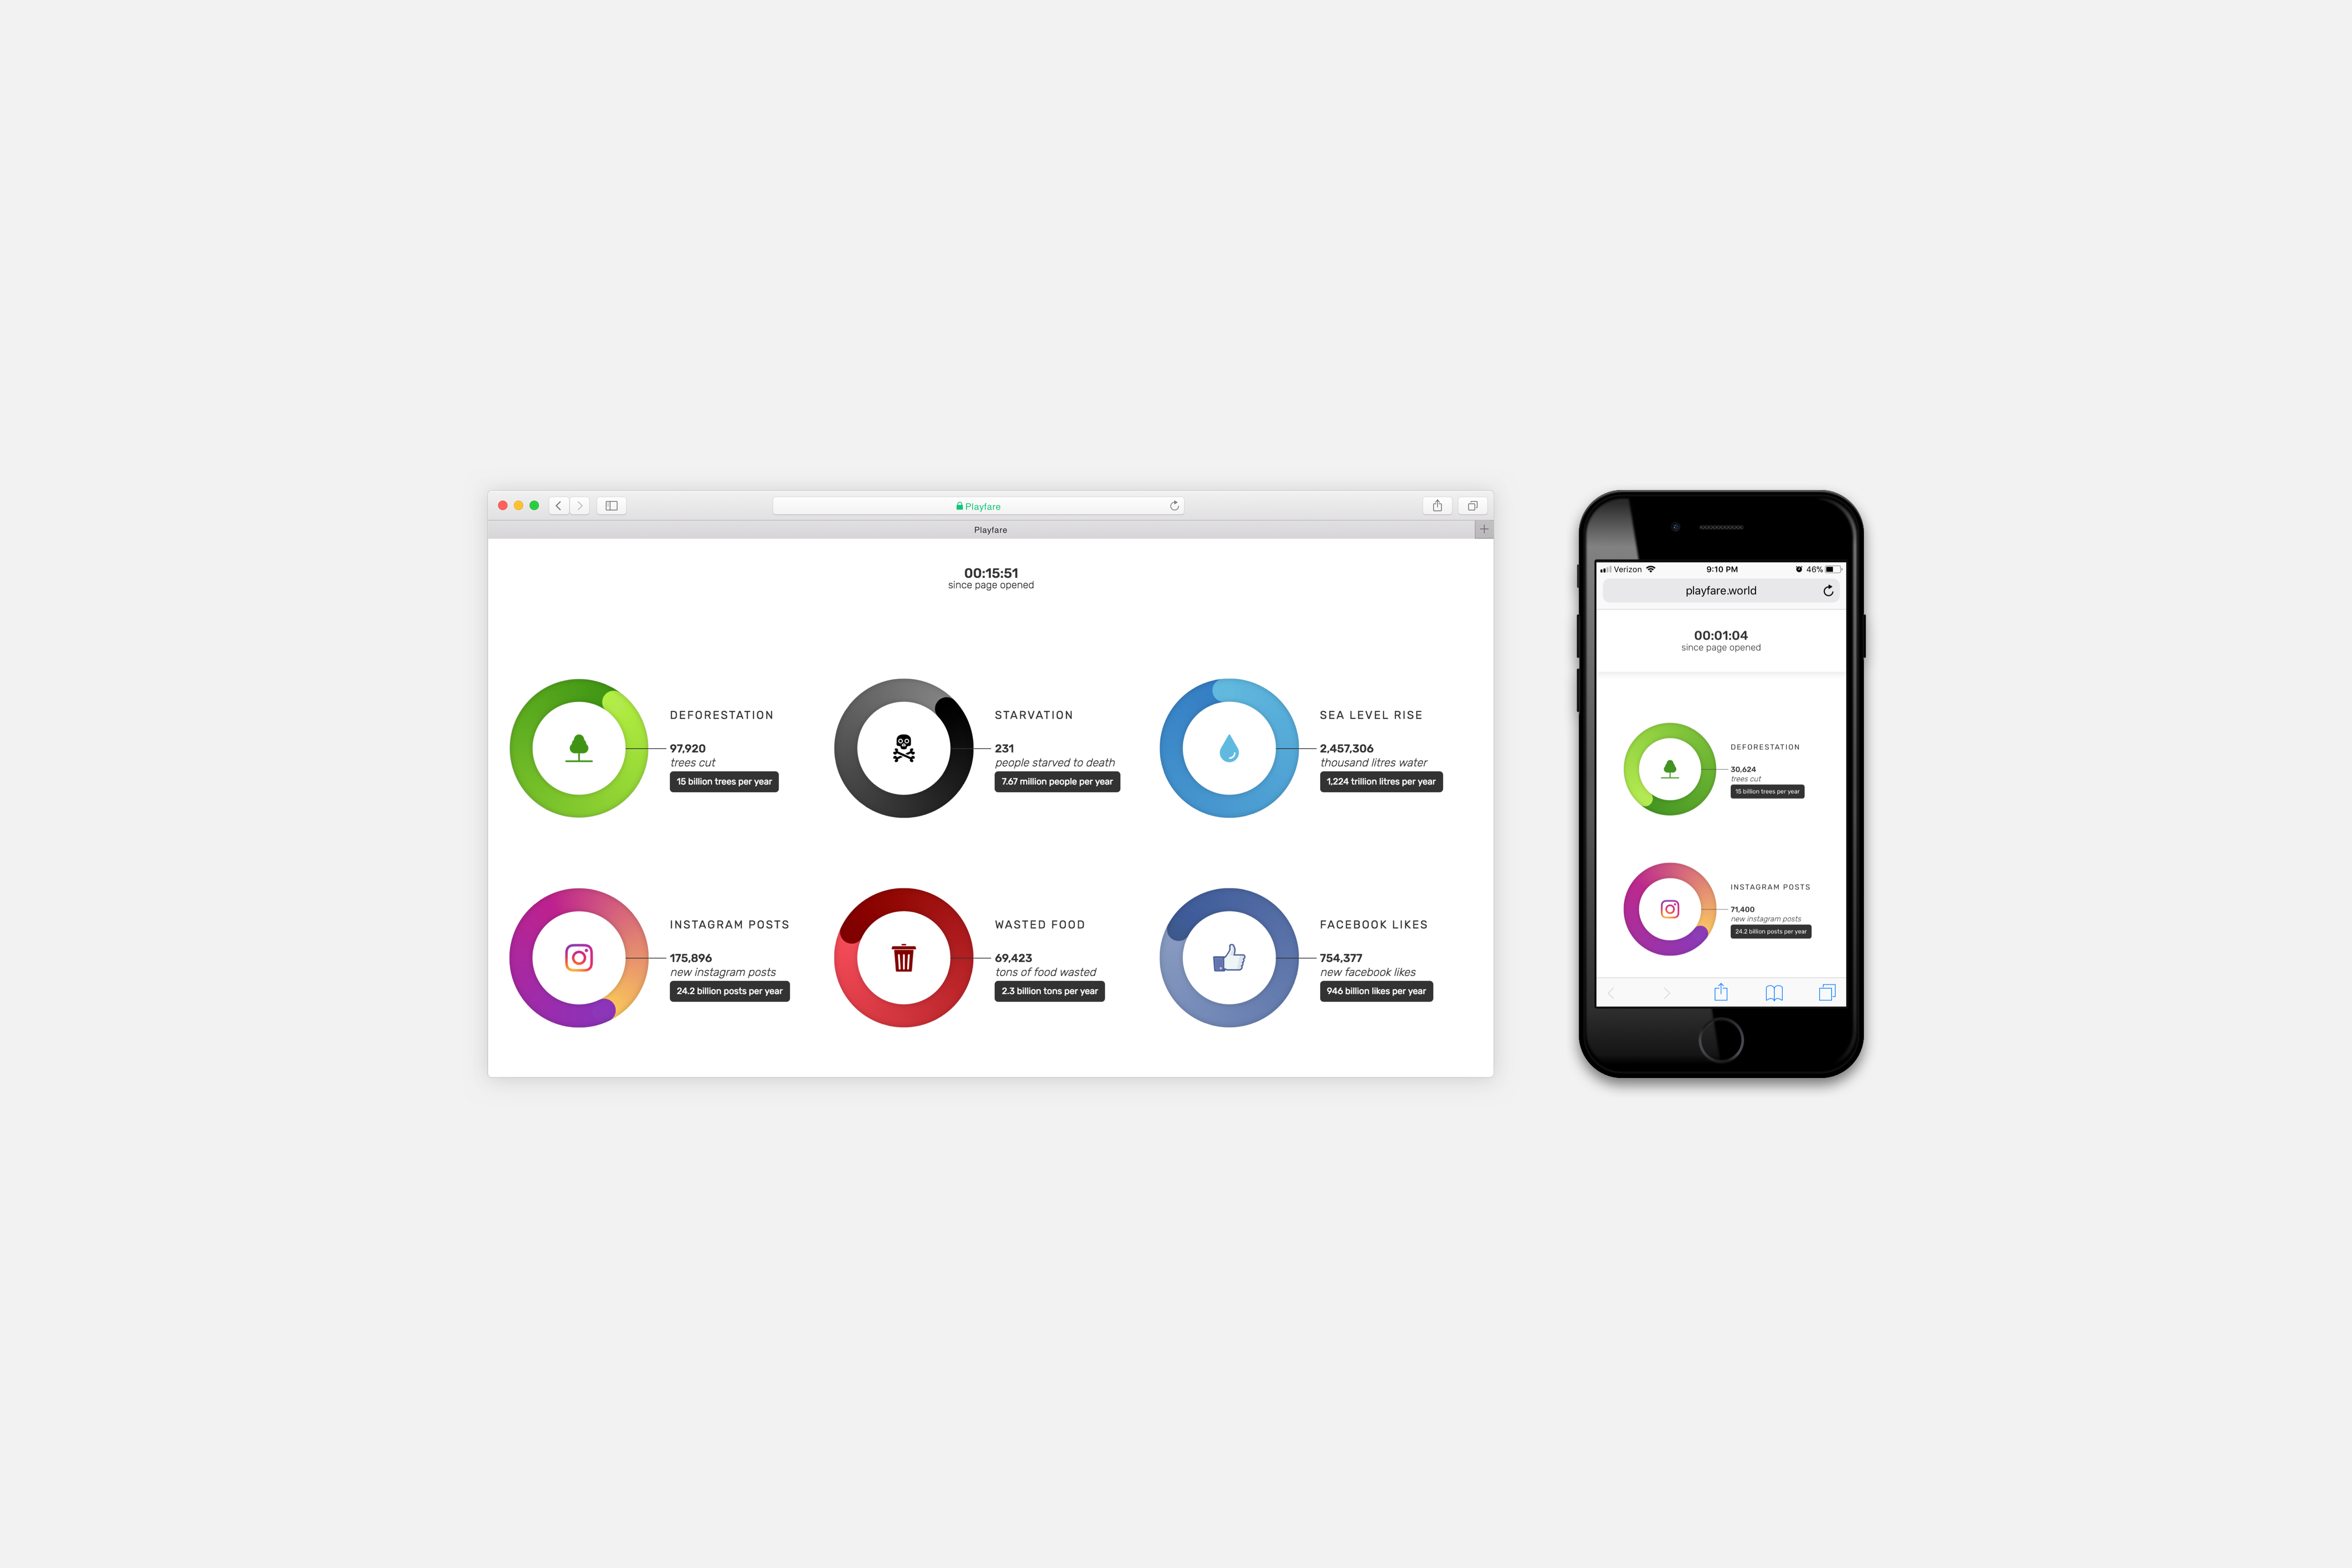 Playfare
Playfare
00:15:51
since page opened
DEFORESTATION
97,920
trees cut
15 billion trees per year
STARVATION
231
people starved to death
7.67 million people per year
SEA LEVEL RISE
2,457,306
thousand litres water
1,224 trillion litres per year
INSTAGRAM POSTS
175,896
new instagram posts
24.2 billion posts per year
WASTED FOOD
69,423
tons of food wasted
2.3 billion tons per year
FACEBOOK LIKES
754,377
new facebook likes
946 billion likes per year
Verizon 9:10 PM 46%
playfare.world
00:01:04
since page opened
DEFORESTATION
30,624
trees cut
15 billion trees per year
INSTAGRAM POSTS
71,400
new instagram posts
24.2 billion posts per year